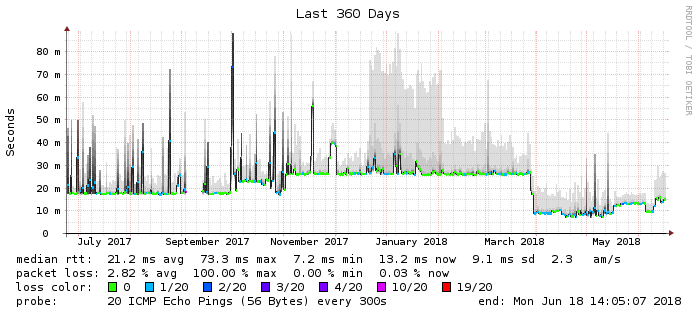 Last 360 Days
RRDTOOL / TOBI OETIKER
Seconds
80 m
70 m
60 m
50 m
40 m
30 m
20 m
10 m
0
July 2017 September 2017 November 2017 January 2018 March 2018 May 2018
median rtt: 21.2 ms avg 73.3 ms max 7.2 ms min 13.2 ms now 9.1 ms sd 2.3 am/s
packet loss: 2.82 % avg 100.00 % max 0.00 % min 0.03 % now
loss color: 0 1/20 2/20 3/20 4/20 10/20 19/20
probe: 20 ICMP Echo Pings (56 Bytes) every 300s end: Mon Jun 18 14:05:07 2018